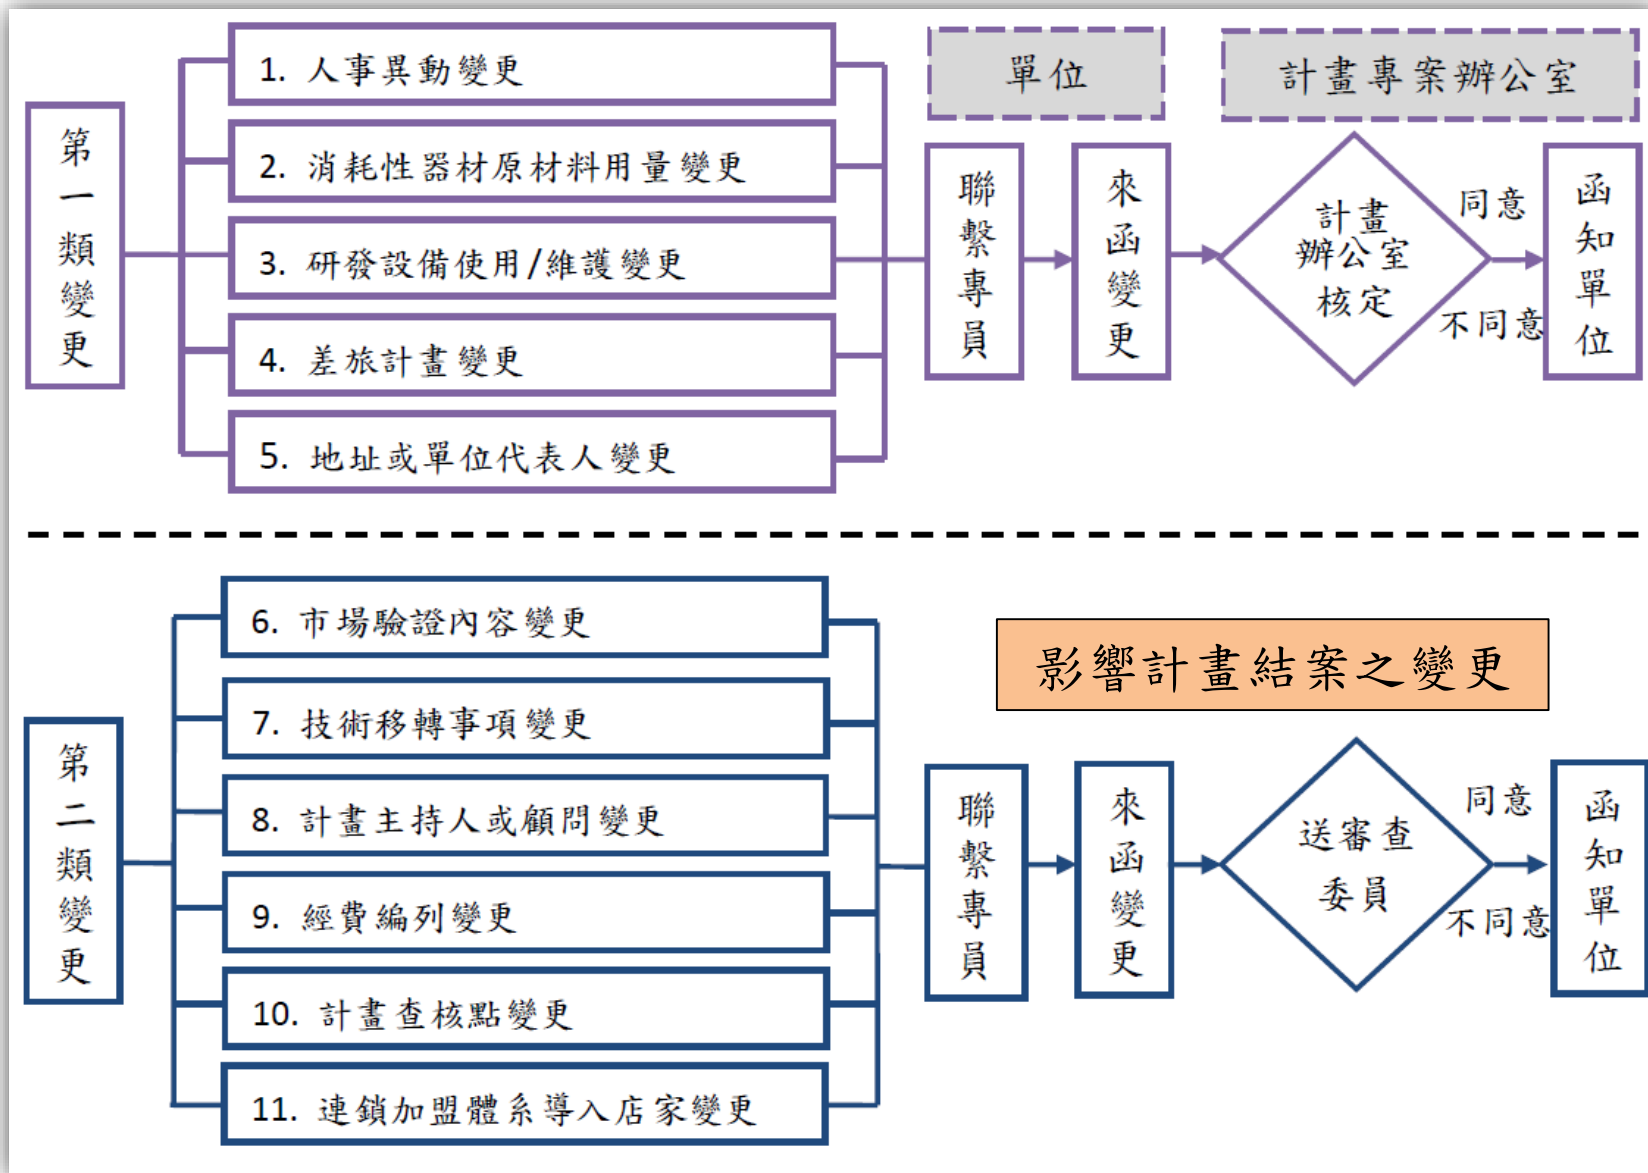 第一類變更
1. 人事異動變更
2. 消耗性器材原材料用量變更
3. 研發設備使用/維護變更
4. 差旅計畫變更
5. 地址或單位代表人變更
單位
計畫專案辦公室
聯繫專員
來函變更
計畫
辦公室
核定
同意
不同意
函知單位
第二類變更
6. 市場驗證內容變更
7. 技術移轉事項變更
8. 計畫主持人或顧問變更
9. 經費編列變更
10. 計畫查核點變更
11. 連鎖加盟體系導入店家變更
影響計畫結案之變更
聯繫專員
來函變更
送審查
委員
同意
不同意
函知單位